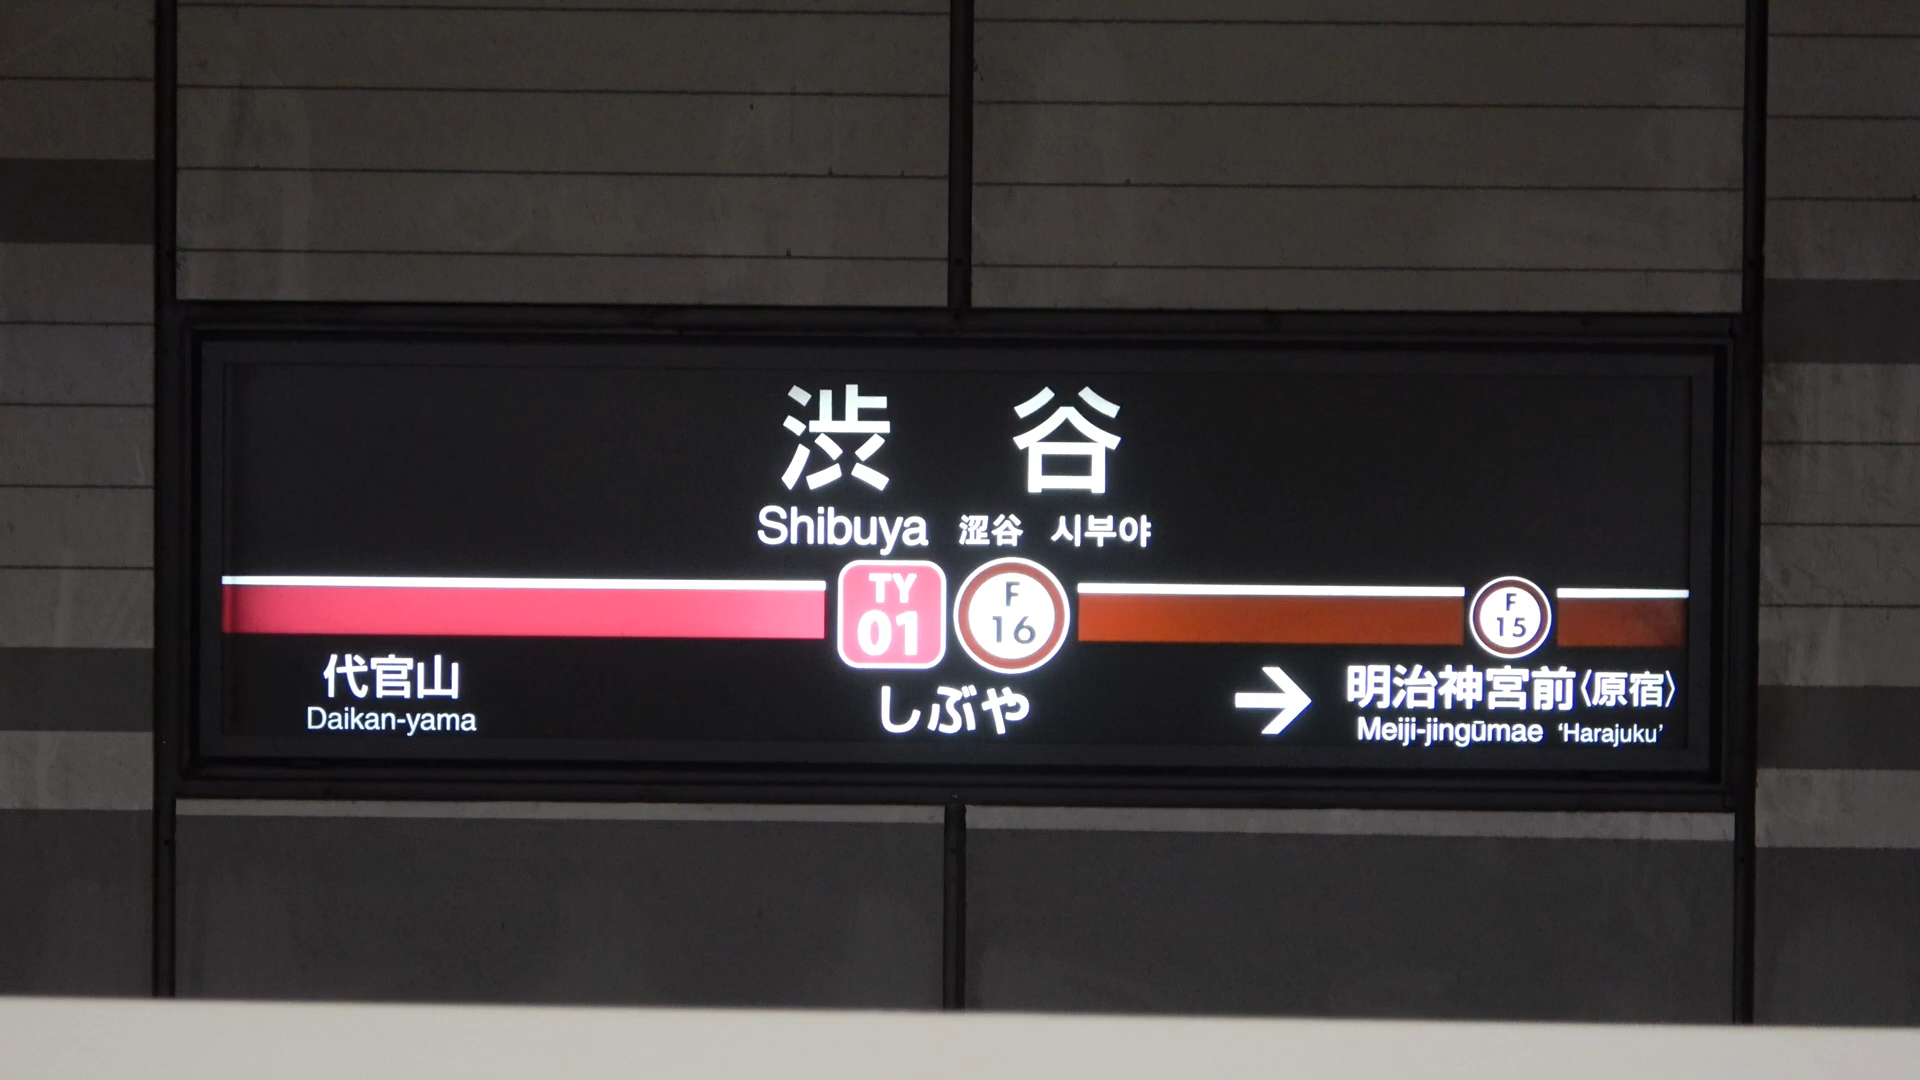 渋谷
Shibuya 涩谷 시부야
TY
01
F
16
F
15
代官山
Daikan-yama
しぶや
→ 明治神宮前〈原宿〉
Meiji-jingūmae ‘Harajuku’